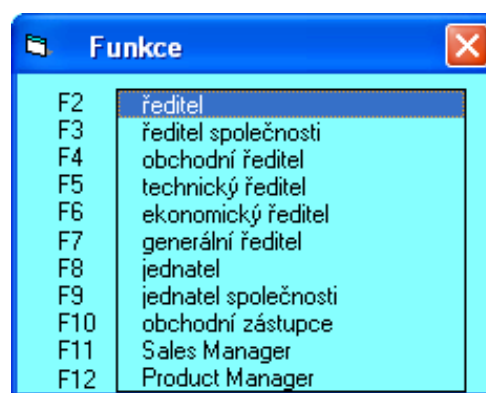 Funkce
F2 ředitel
F3 ředitel společnosti
F4 obchodní ředitel
F5 technický ředitel
F6 ekonomický ředitel
F7 generální ředitel
F8 jednatel
F9 jednatel společnosti
F10 obchodní zástupce
F11 Sales Manager
F12 Product Manager